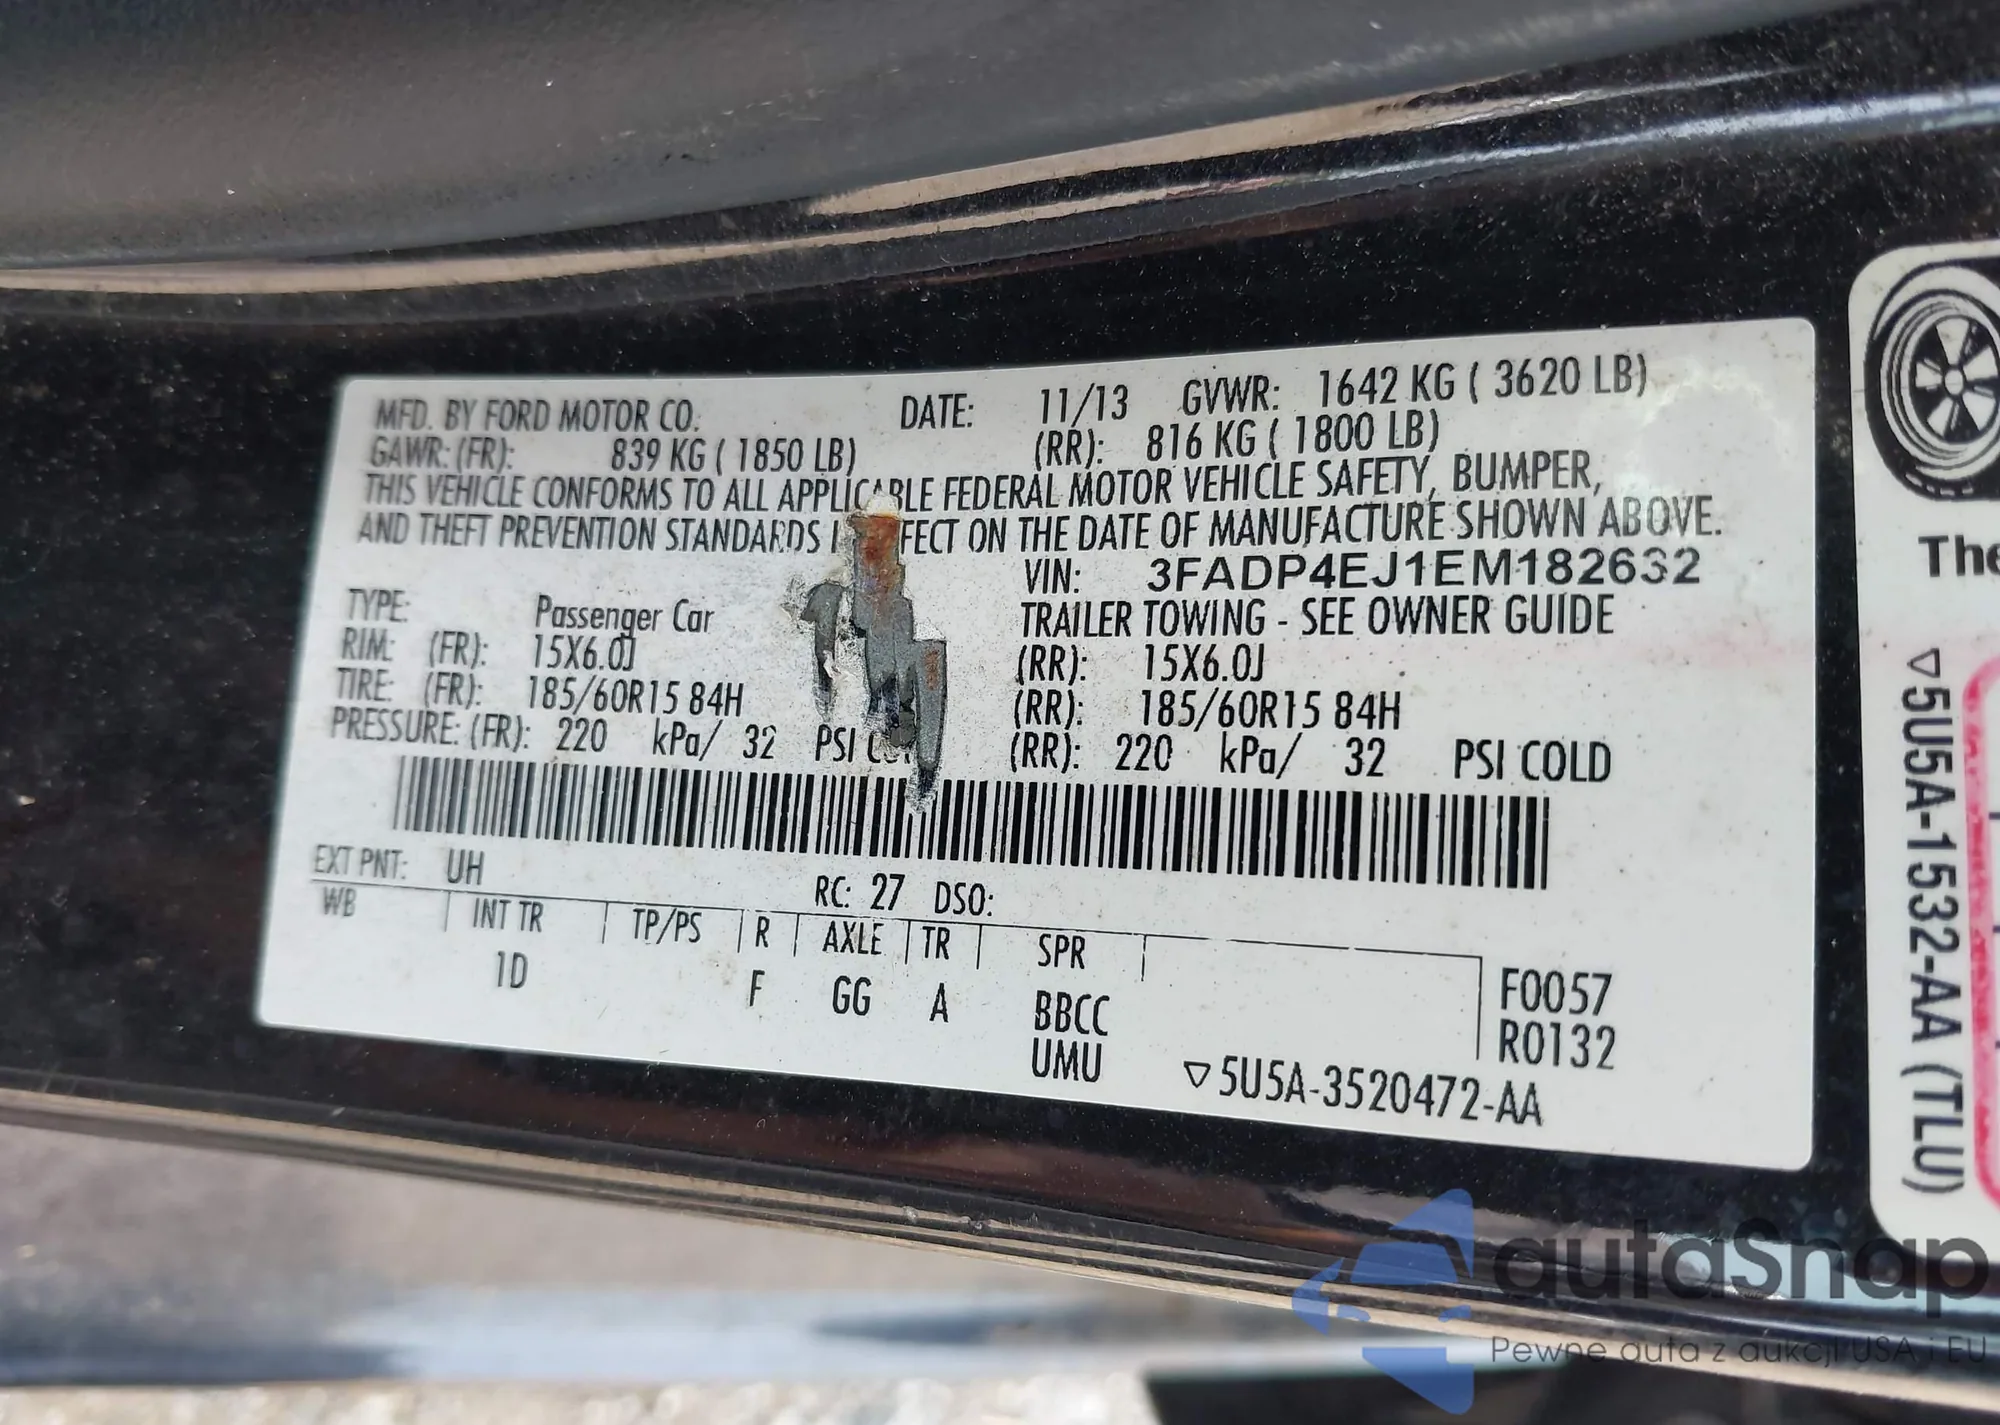 MFD. BY FORD MOTOR CO. DATE: 11/13 GVWR: 1642 KG ( 3620 LB)
GAWR: (FR): 839 KG ( 1850 LB) (RR): 816 KG ( 1800 LB)
THIS VEHICLE CONFORMS TO ALL APPLICABLE FEDERAL MOTOR VEHICLE SAFETY, BUMPER,
AND THEFT PREVENTION STANDARDS I FECT ON THE DATE OF MANUFACTURE SHOWN ABOVE.
VIN: 3FADP4EJ1EM182632
TYPE: Passenger Car TRAILER TOWING - SEE OWNER GUIDE
RIM: (FR): 15X6.0J (RR): 15X6.0J
TIRE: (FR): 185/60R15 84H (RR): 185/60R15 84H
PRESSURE: (FR): 220 kPa/ 32 PSI (RR): 220 kPa/ 32 PSI COLD
EXT PNT: UH RC: 27 DSO:
WB INT TR TP/PS R AXLE TR SPR
1D F GG A BBCC F0057
UMU R0132
▽5U5A-3520472-AA
The
▽5U5A-1532-AA (TLU)
autaSnap
Pewne auta z aukcji USA i EU